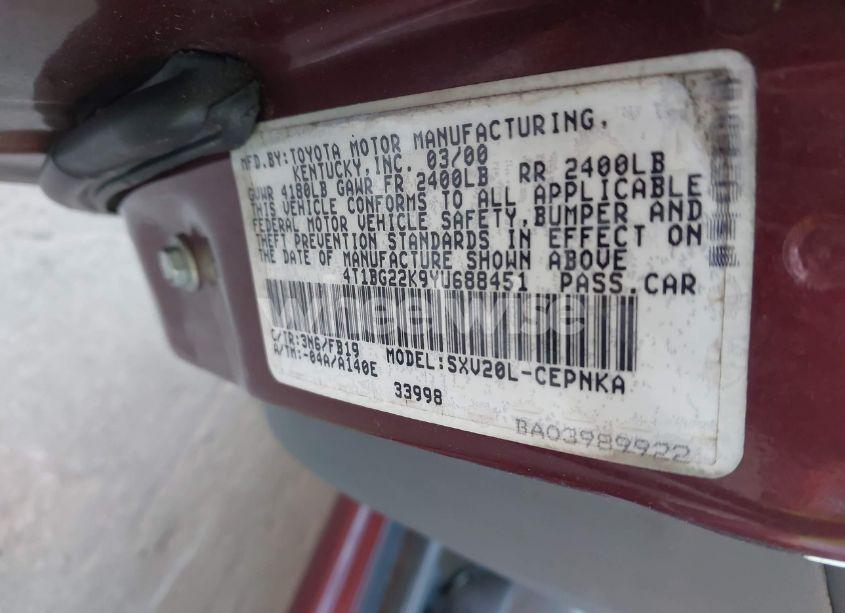 MFD.BY:TOYOTA MOTOR MANUFACTURING,
KENTUCKY,INC. 03/00
GVWR 4180LB GAWR FR 2400LB RR 2400LB
THIS VEHICLE CONFORMS TO ALL APPLICABLE
FEDERAL MOTOR VEHICLE SAFETY,BUMPER AND
THEFT PREVENTION STANDARDS IN EFFECT ON
THE DATE OF MANUFACTURE SHOWN ABOVE
4T1BG22K9YU688451 PASS.CAR
C/TR:3N6/FB19
A/TM:-04A/A140E MODEL:SXV20L-CEPNKA
33998
BA03989922